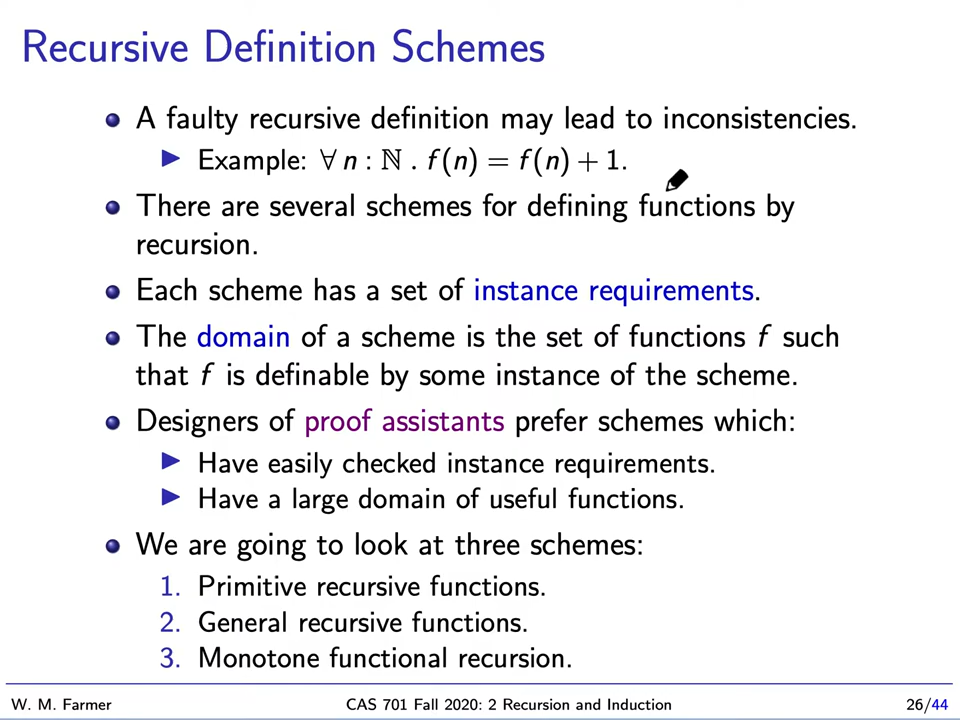 Recursive Definition Schemes
A faulty recursive definition may lead to inconsistencies.
Example: ∀ n : ℕ . f(n) = f(n) + 1.
There are several schemes for defining functions by
recursion.
Each scheme has a set of instance requirements.
The domain of a scheme is the set of functions f such
that f is definable by some instance of the scheme.
Designers of proof assistants prefer schemes which:
Have easily checked instance requirements.
Have a large domain of useful functions.
We are going to look at three schemes:
1. Primitive recursive functions.
2. General recursive functions.
3. Monotone functional recursion.
W. M. Farmer CAS 701 Fall 2020: 2 Recursion and Induction 26/44